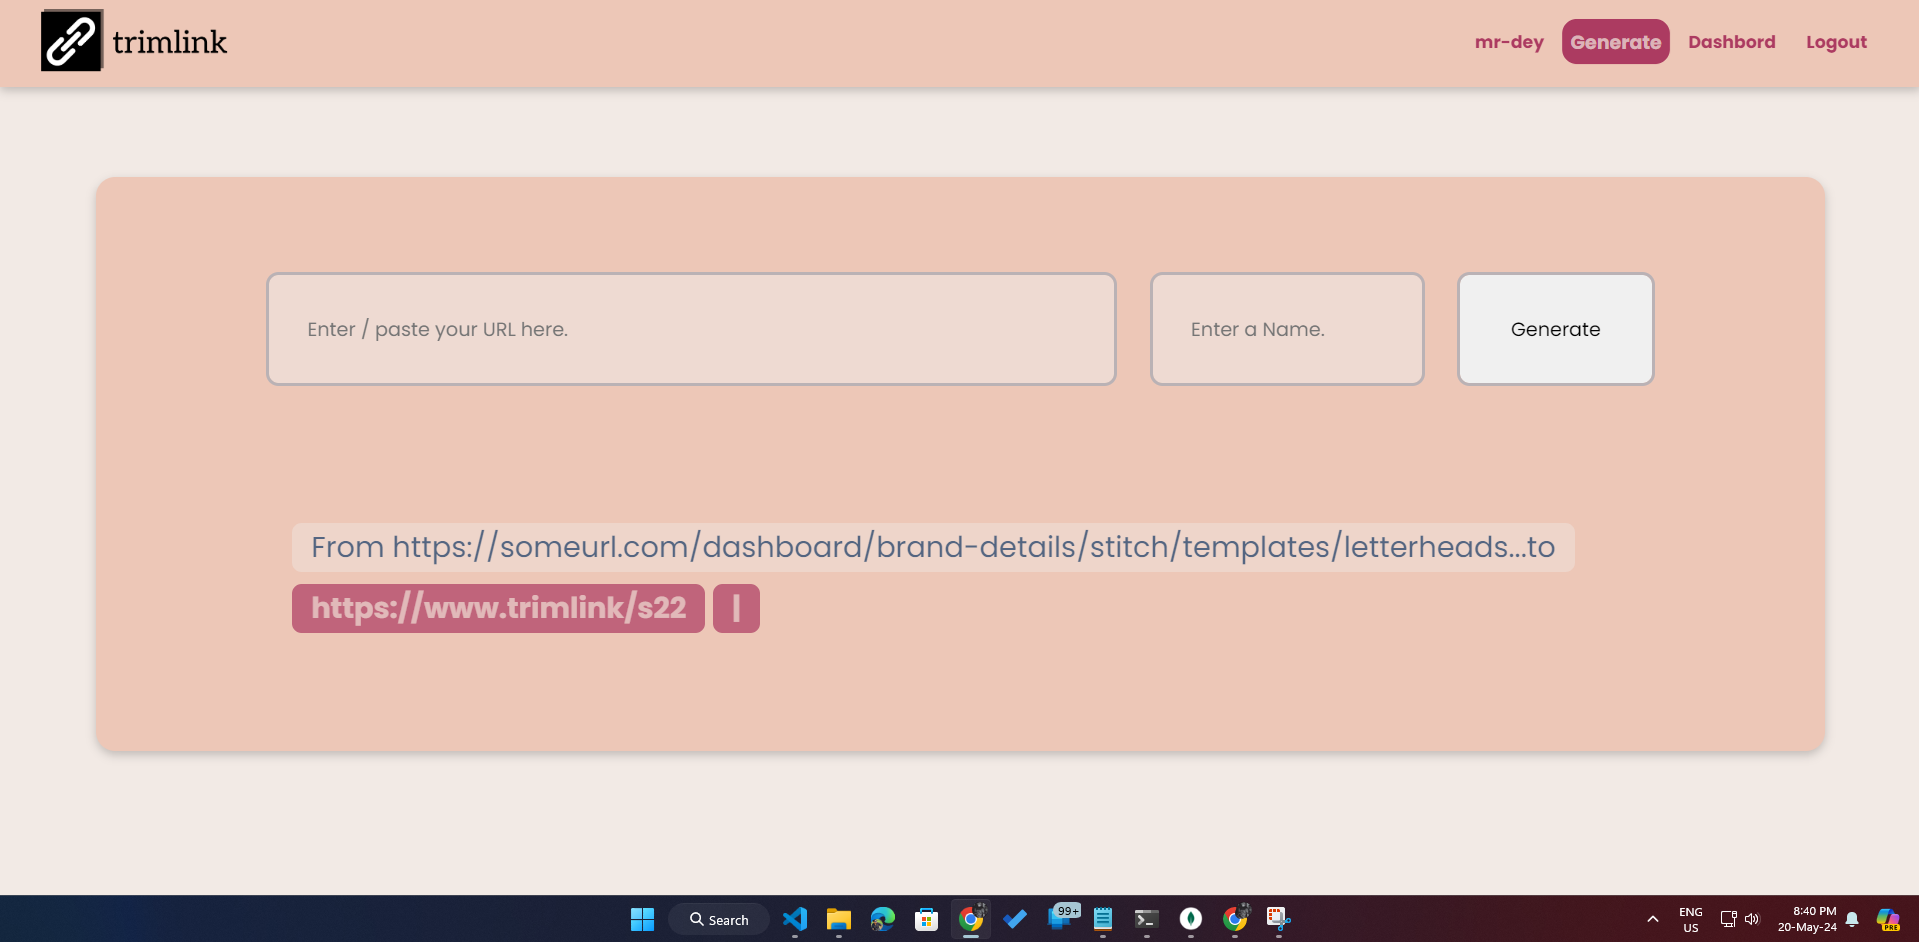 trimlink
mr-dey Generate Dashbord Logout
Enter / paste your URL here. Enter a Name. Generate
From https://someurl.com/dashboard/brand-details/stitch/templates/letterheads...to
https://www.trimlink/s22 |
Search
99+
ENG
US
8:40 PM
20-May-24
PRE